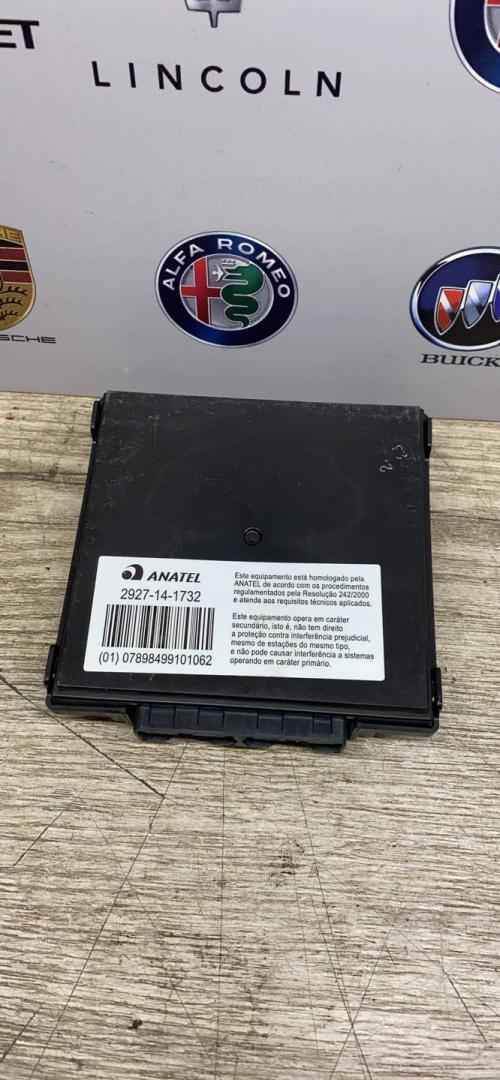 ET
LINCOLN
ALFA ROMEO
SCHE
BUICK
ANATEL
2927-14-1732
(01) 07898499101062
Este equipamento está homologado pela
ANATEL de acordo com os procedimentos
regulamentados pela Resolução 242/2000
e atende aos requisitos técnicos aplicados.
Este equipamento opera em caráter
secundário, isto é, não tem direito
a proteção contra interferência prejudicial,
mesmo de estações do mesmo tipo,
e não pode causar interferência a sistemas
operando em caráter primário.